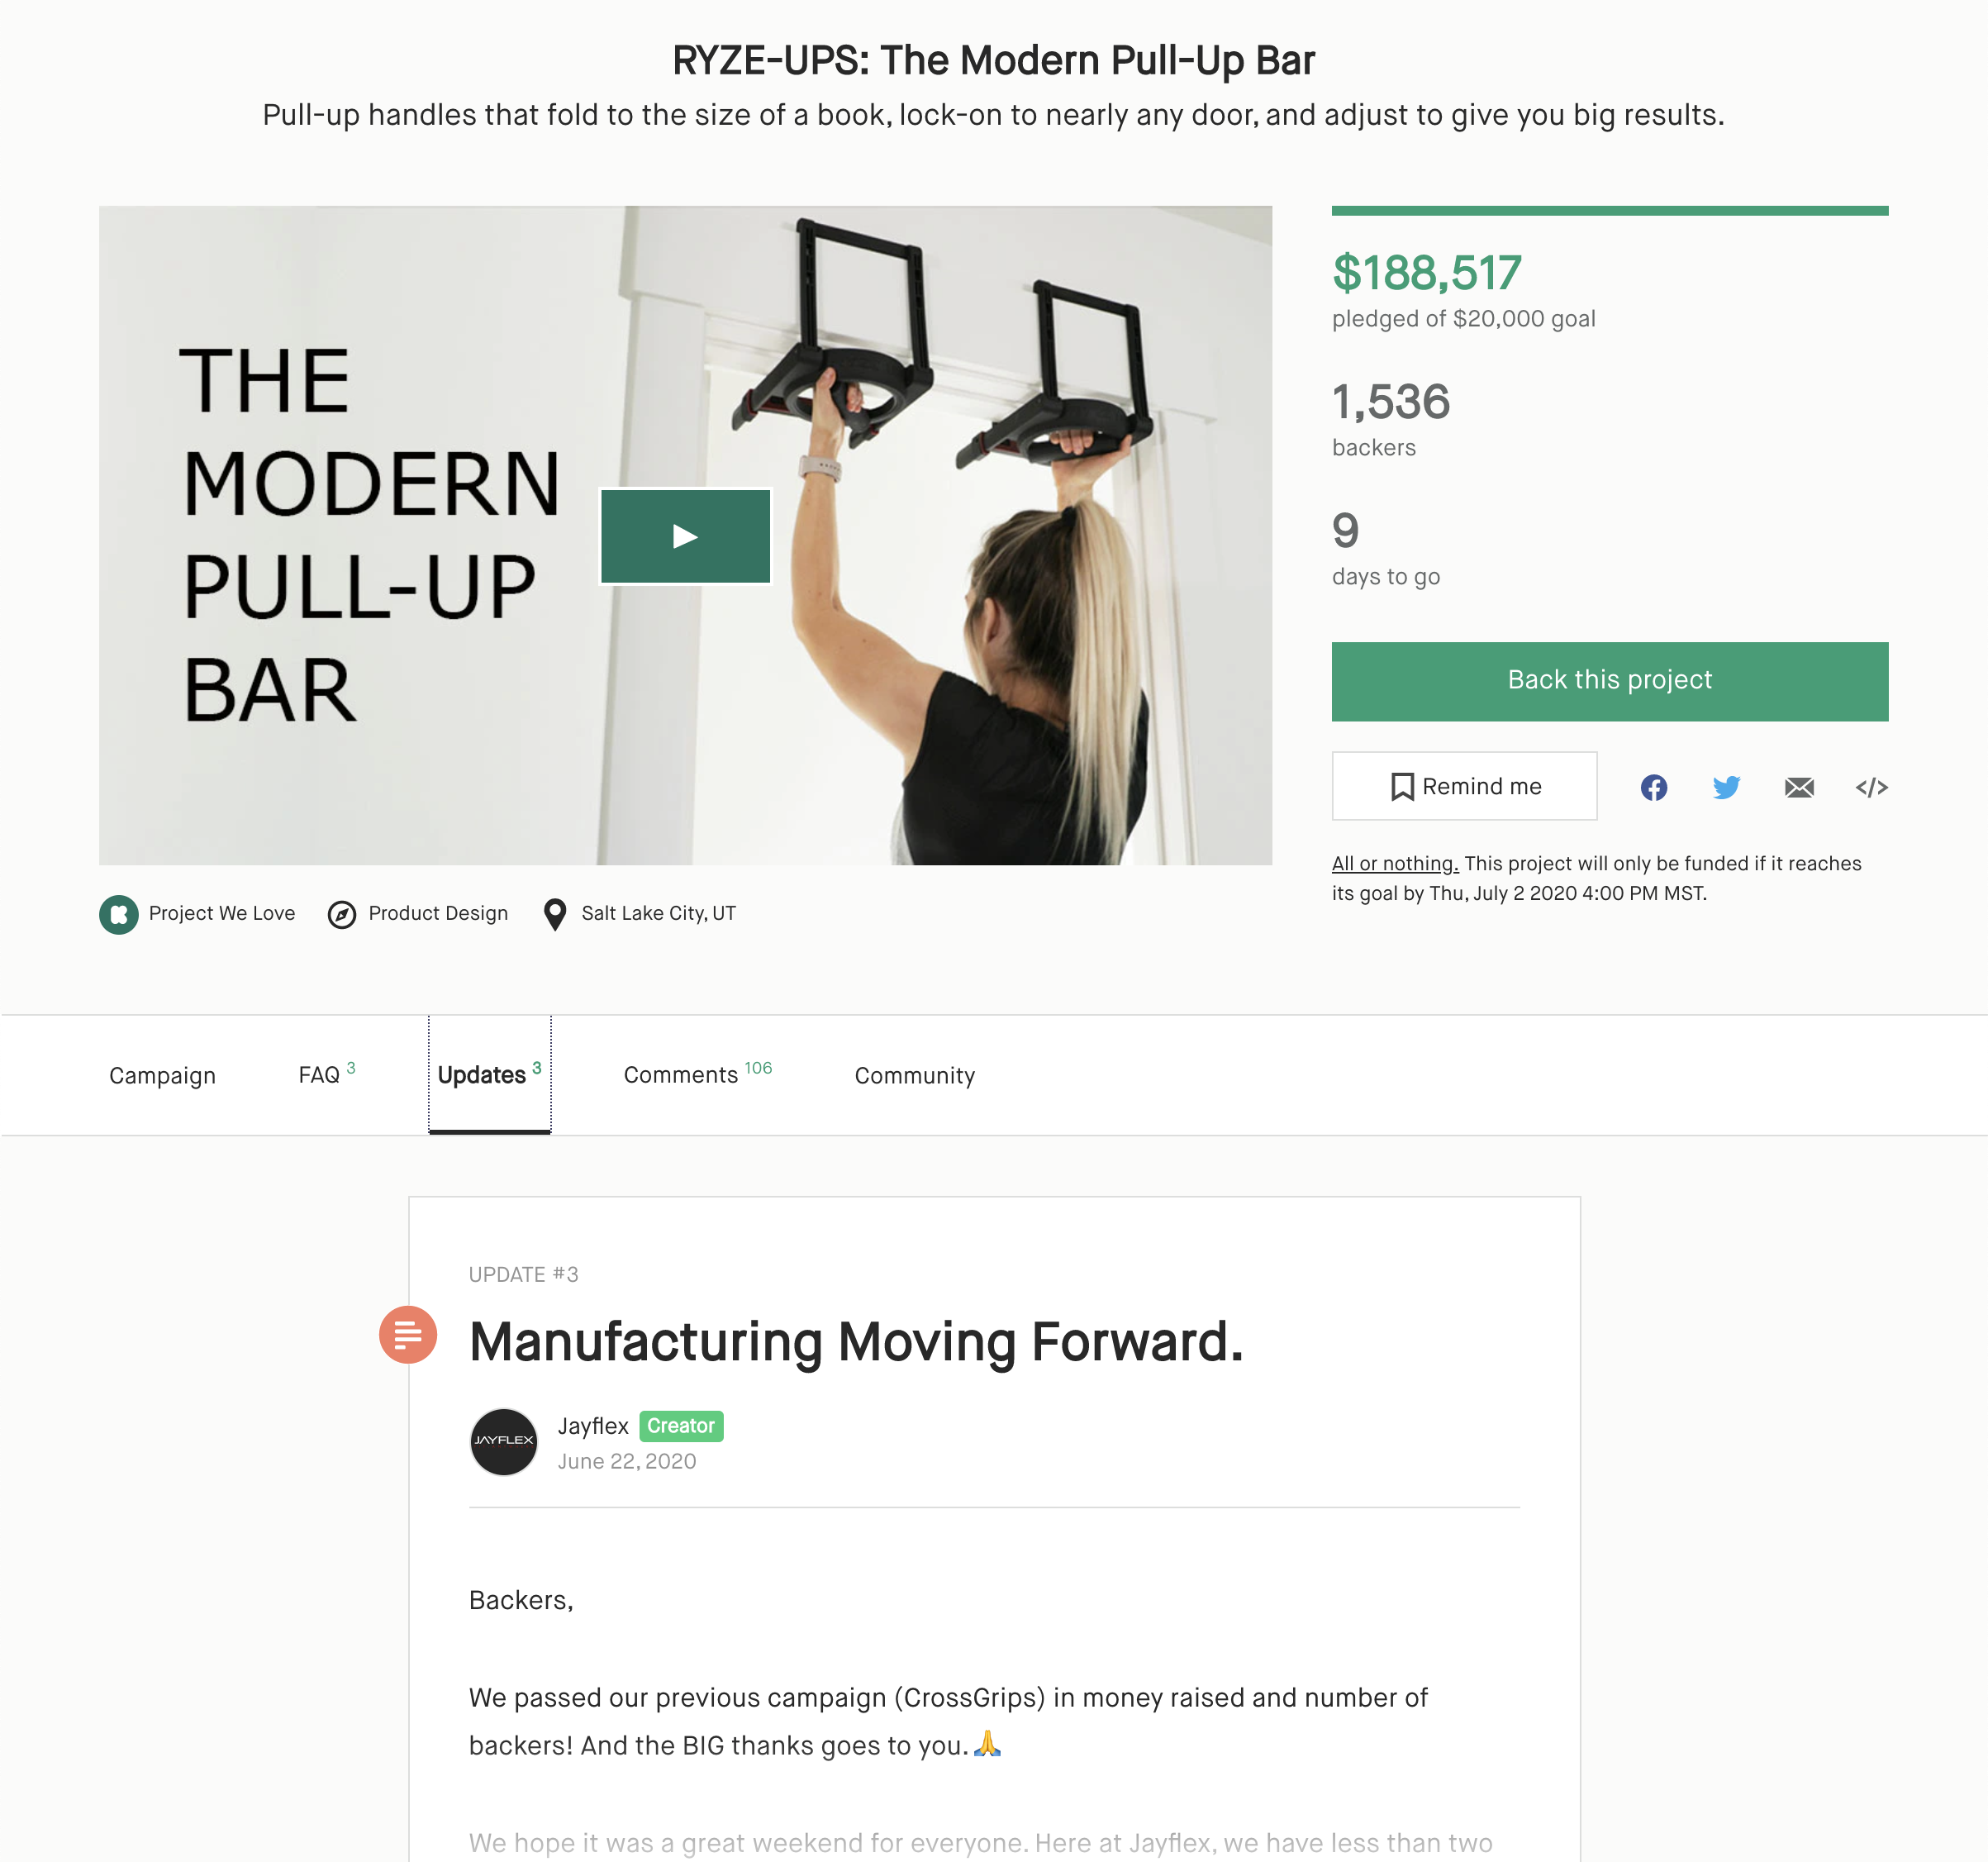 RYZE-UPS: The Modern Pull-Up Bar
Pull-up handles that fold to the size of a book, lock-on to nearly any door, and adjust to give you big results.
THE
MODERN
PULL-UP
BAR
$188,517
pledged of $20,000 goal
1,536
backers
9
days to go
Back this project
Remind me
All or nothing. This project will only be funded if it reaches
its goal by Thu, July 2 2020 4:00 PM MST.
Project We Love Product Design Salt Lake City, UT
Campaign FAQ 3 Updates 3 Comments 106 Community
UPDATE #3
Manufacturing Moving Forward.
JAYFLEX
Jayflex Creator
June 22, 2020
Backers,
We passed our previous campaign (CrossGrips) in money raised and number of
backers! And the BIG thanks goes to you.🙏
We hope it was a great weekend for everyone. Here at Jayflex, we have less than two